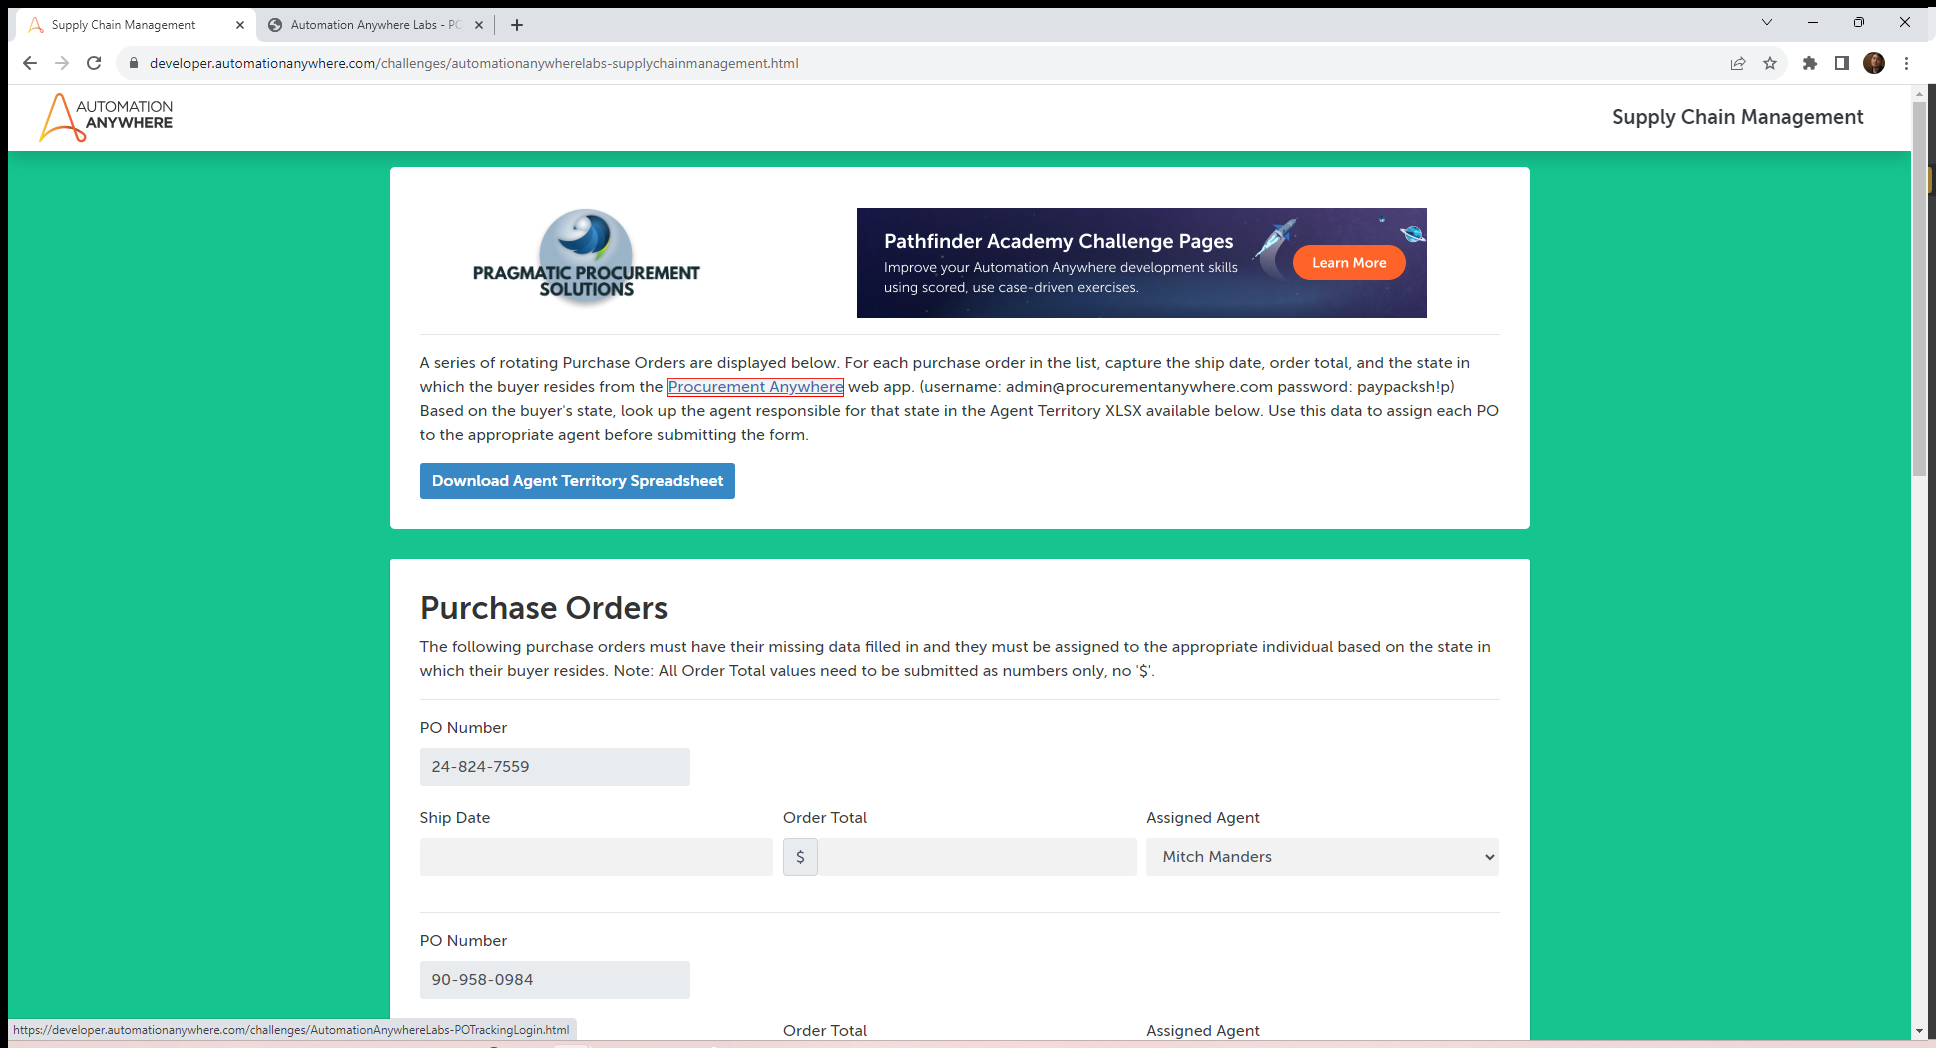 Supply Chain Management
Automation Anywhere Labs - PO
developer.automationanywhere.com/challenges/automationanywherelabs-supplychainmanagement.html
AUTOMATION
ANYWHERE
Supply Chain Management
PRAGMATIC PROCUREMENT
SOLUTIONS
Pathfinder Academy Challenge Pages
Improve your Automation Anywhere development skills
using scored, use case-driven exercises.
Learn More
A series of rotating Purchase Orders are displayed below. For each purchase order in the list, capture the ship date, order total, and the state in
which the buyer resides from the Procurement Anywhere web app. (username: admin@procurementanywhere.com password: paypacksh!p)
Based on the buyer's state, look up the agent responsible for that state in the Agent Territory XLSX available below. Use this data to assign each PO
to the appropriate agent before submitting the form.
Download Agent Territory Spreadsheet
Purchase Orders
The following purchase orders must have their missing data filled in and they must be assigned to the appropriate individual based on the state in
which their buyer resides. Note: All Order Total values need to be submitted as numbers only, no '$'.
PO Number
24-824-7559
Ship Date Order Total Assigned Agent
$ Mitch Manders
PO Number
90-958-0984
https://developer.automationanywhere.com/challenges/AutomationAnywhereLabs-POTrackingLogin.html Order Total Assigned Agent